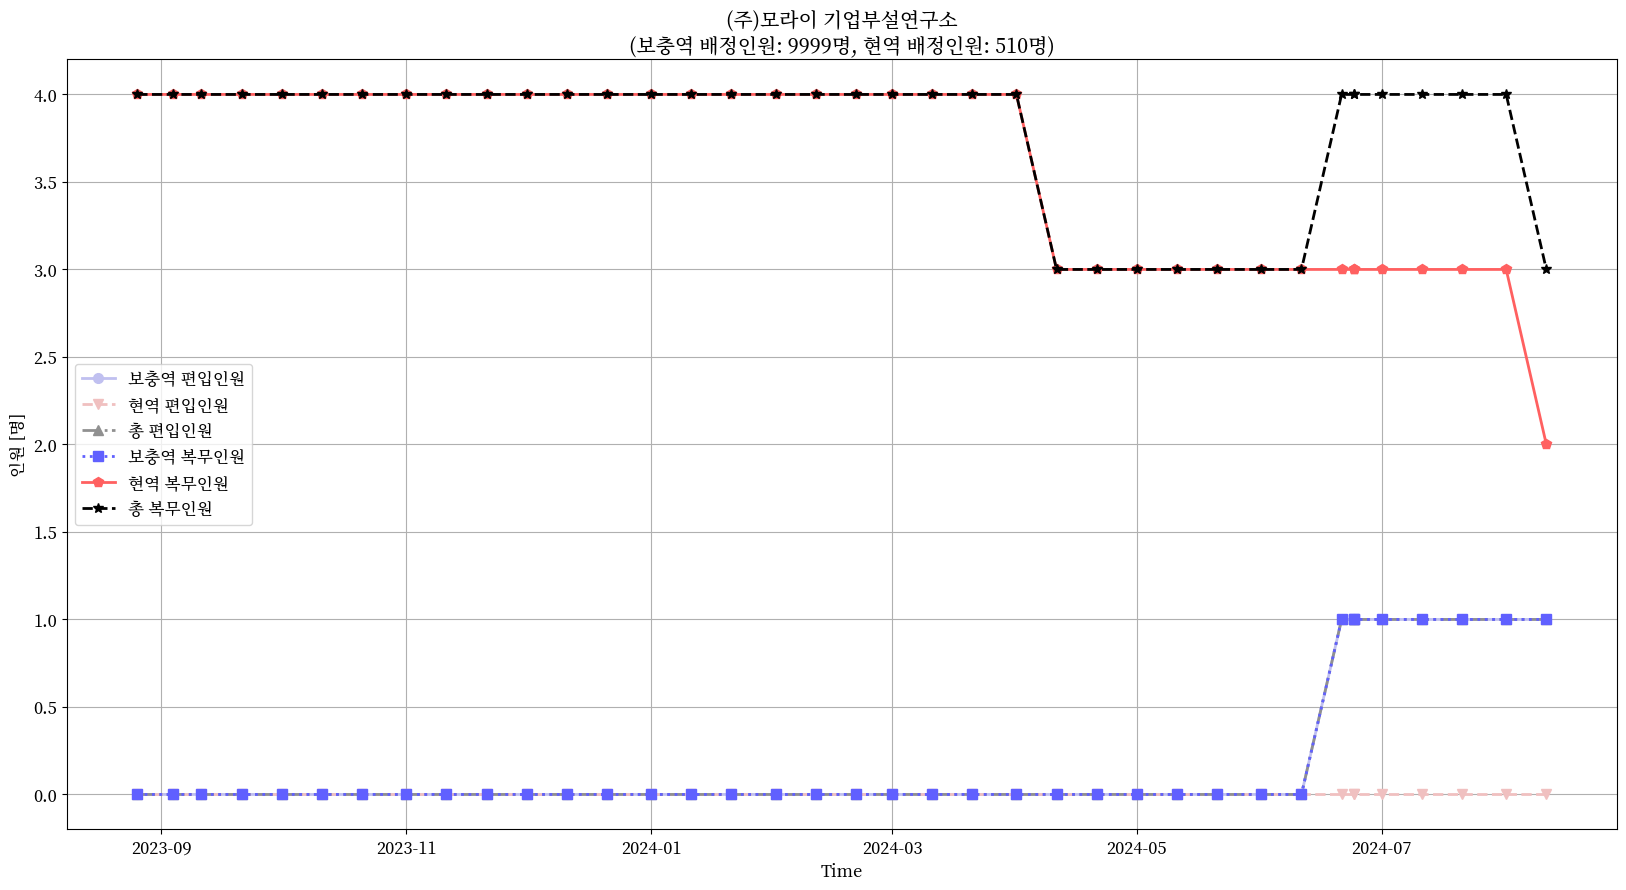 (주)모라이 기업부설연구소
(보충역 배정인원: 9999명, 현역 배정인원: 510명)
4.0
3.5
3.0
2.5
2.0
1.5
1.0
0.5
0.0
인원 [명]
보충역 편입인원
현역 편입인원
총 편입인원
보충역 복무인원
현역 복무인원
총 복무인원
2023-09
2023-11
2024-01
2024-03
2024-05
2024-07
Time